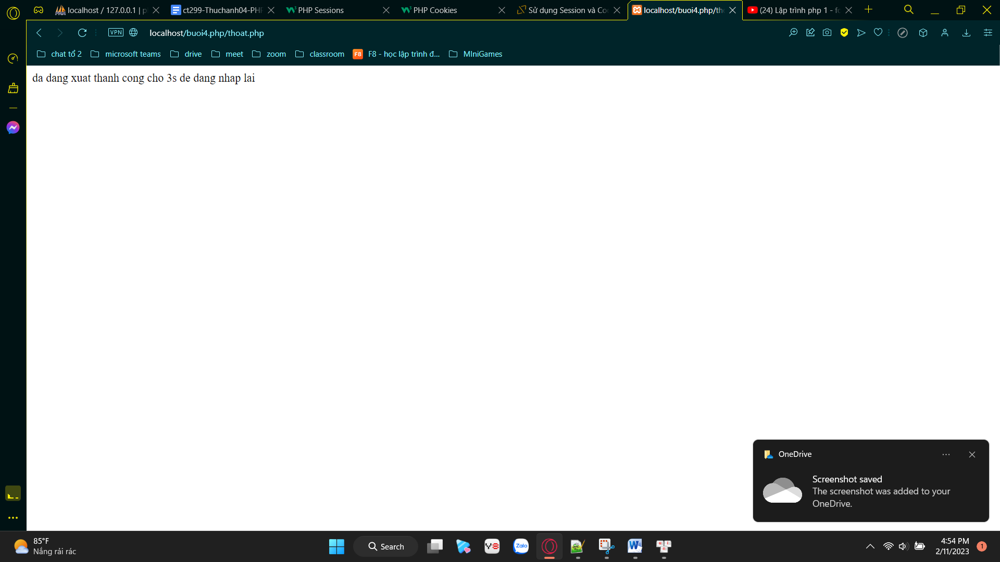 localhost / 127.0.0.1 | p
ct299-Thuchanh04-PHP
PHP Sessions
PHP Cookies
Sử dụng Session và Coo
localhost/buoi4.php/tho
(24) Lập trình php 1 - fo
VPN
localhost/buoi4.php/thoat.php
chat tổ 2
microsoft teams
drive
meet
zoom
classroom
F8
F8 - học lập trình đ...
MIniGames
da dang xuat thanh cong cho 3s de dang nhap lai
OneDrive
Screenshot saved
The screenshot was added to your
OneDrive.
85°F
Nắng rải rác
Search
Zalo
4:54 PM
2/11/2023
1